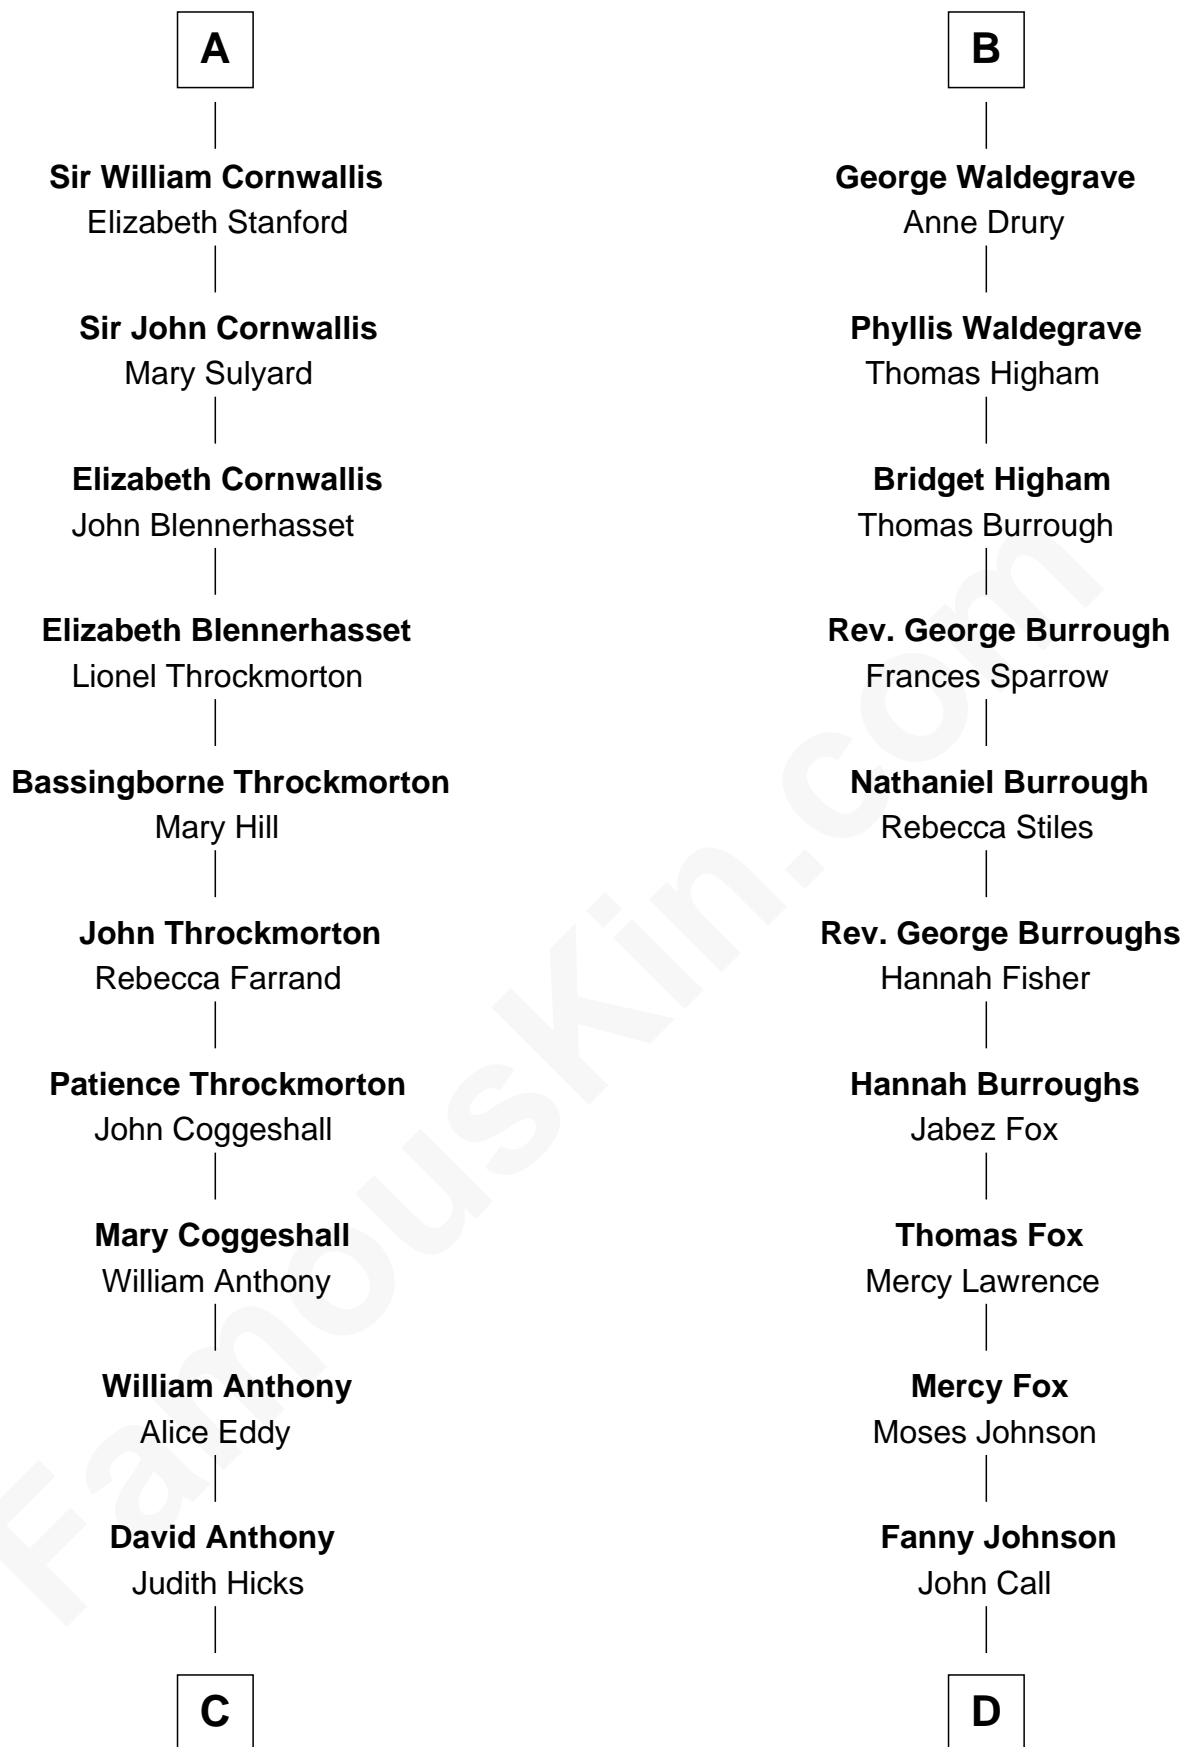 A
Sir William Cornwallis
Elizabeth Stanford
Sir John Cornwallis
Mary Sulyard
Elizabeth Cornwallis
John Blennerhasset
Elizabeth Blennerhasset
Lionel Throckmorton
Bassingborne Throckmorton
Mary Hill
John Throckmorton
Rebecca Farrand
Patience Throckmorton
John Coggeshall
Mary Coggeshall
William Anthony
William Anthony
Alice Eddy
David Anthony
Judith Hicks
C
B
George Waldegrave
Anne Drury
Phyllis Waldegrave
Thomas Higham
Bridget Higham
Thomas Burrough
Rev. George Burrough
Frances Sparrow
Nathaniel Burrough
Rebecca Stiles
Rev. George Burroughs
Hannah Fisher
Hannah Burroughs
Jabez Fox
Thomas Fox
Mercy Lawrence
Mercy Fox
Moses Johnson
Fanny Johnson
John Call
D
FamousKin.com